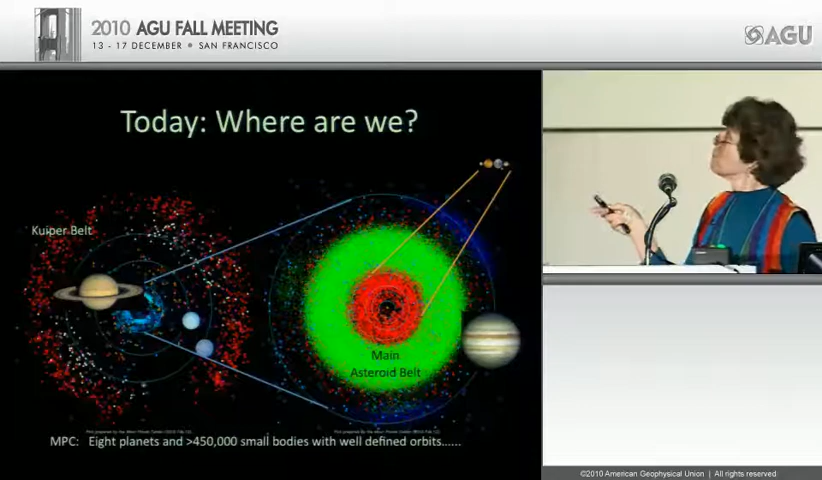 2010 AGU FALL MEETING
13 - 17 DECEMBER • SAN FRANCISCO
AGU
Today: Where are we?
Kuiper Belt
Main
Asteroid Belt
MPC: Eight planets and >450,000 small bodies with well defined orbits......
©2010 American Geophysical Union | All rights reserved